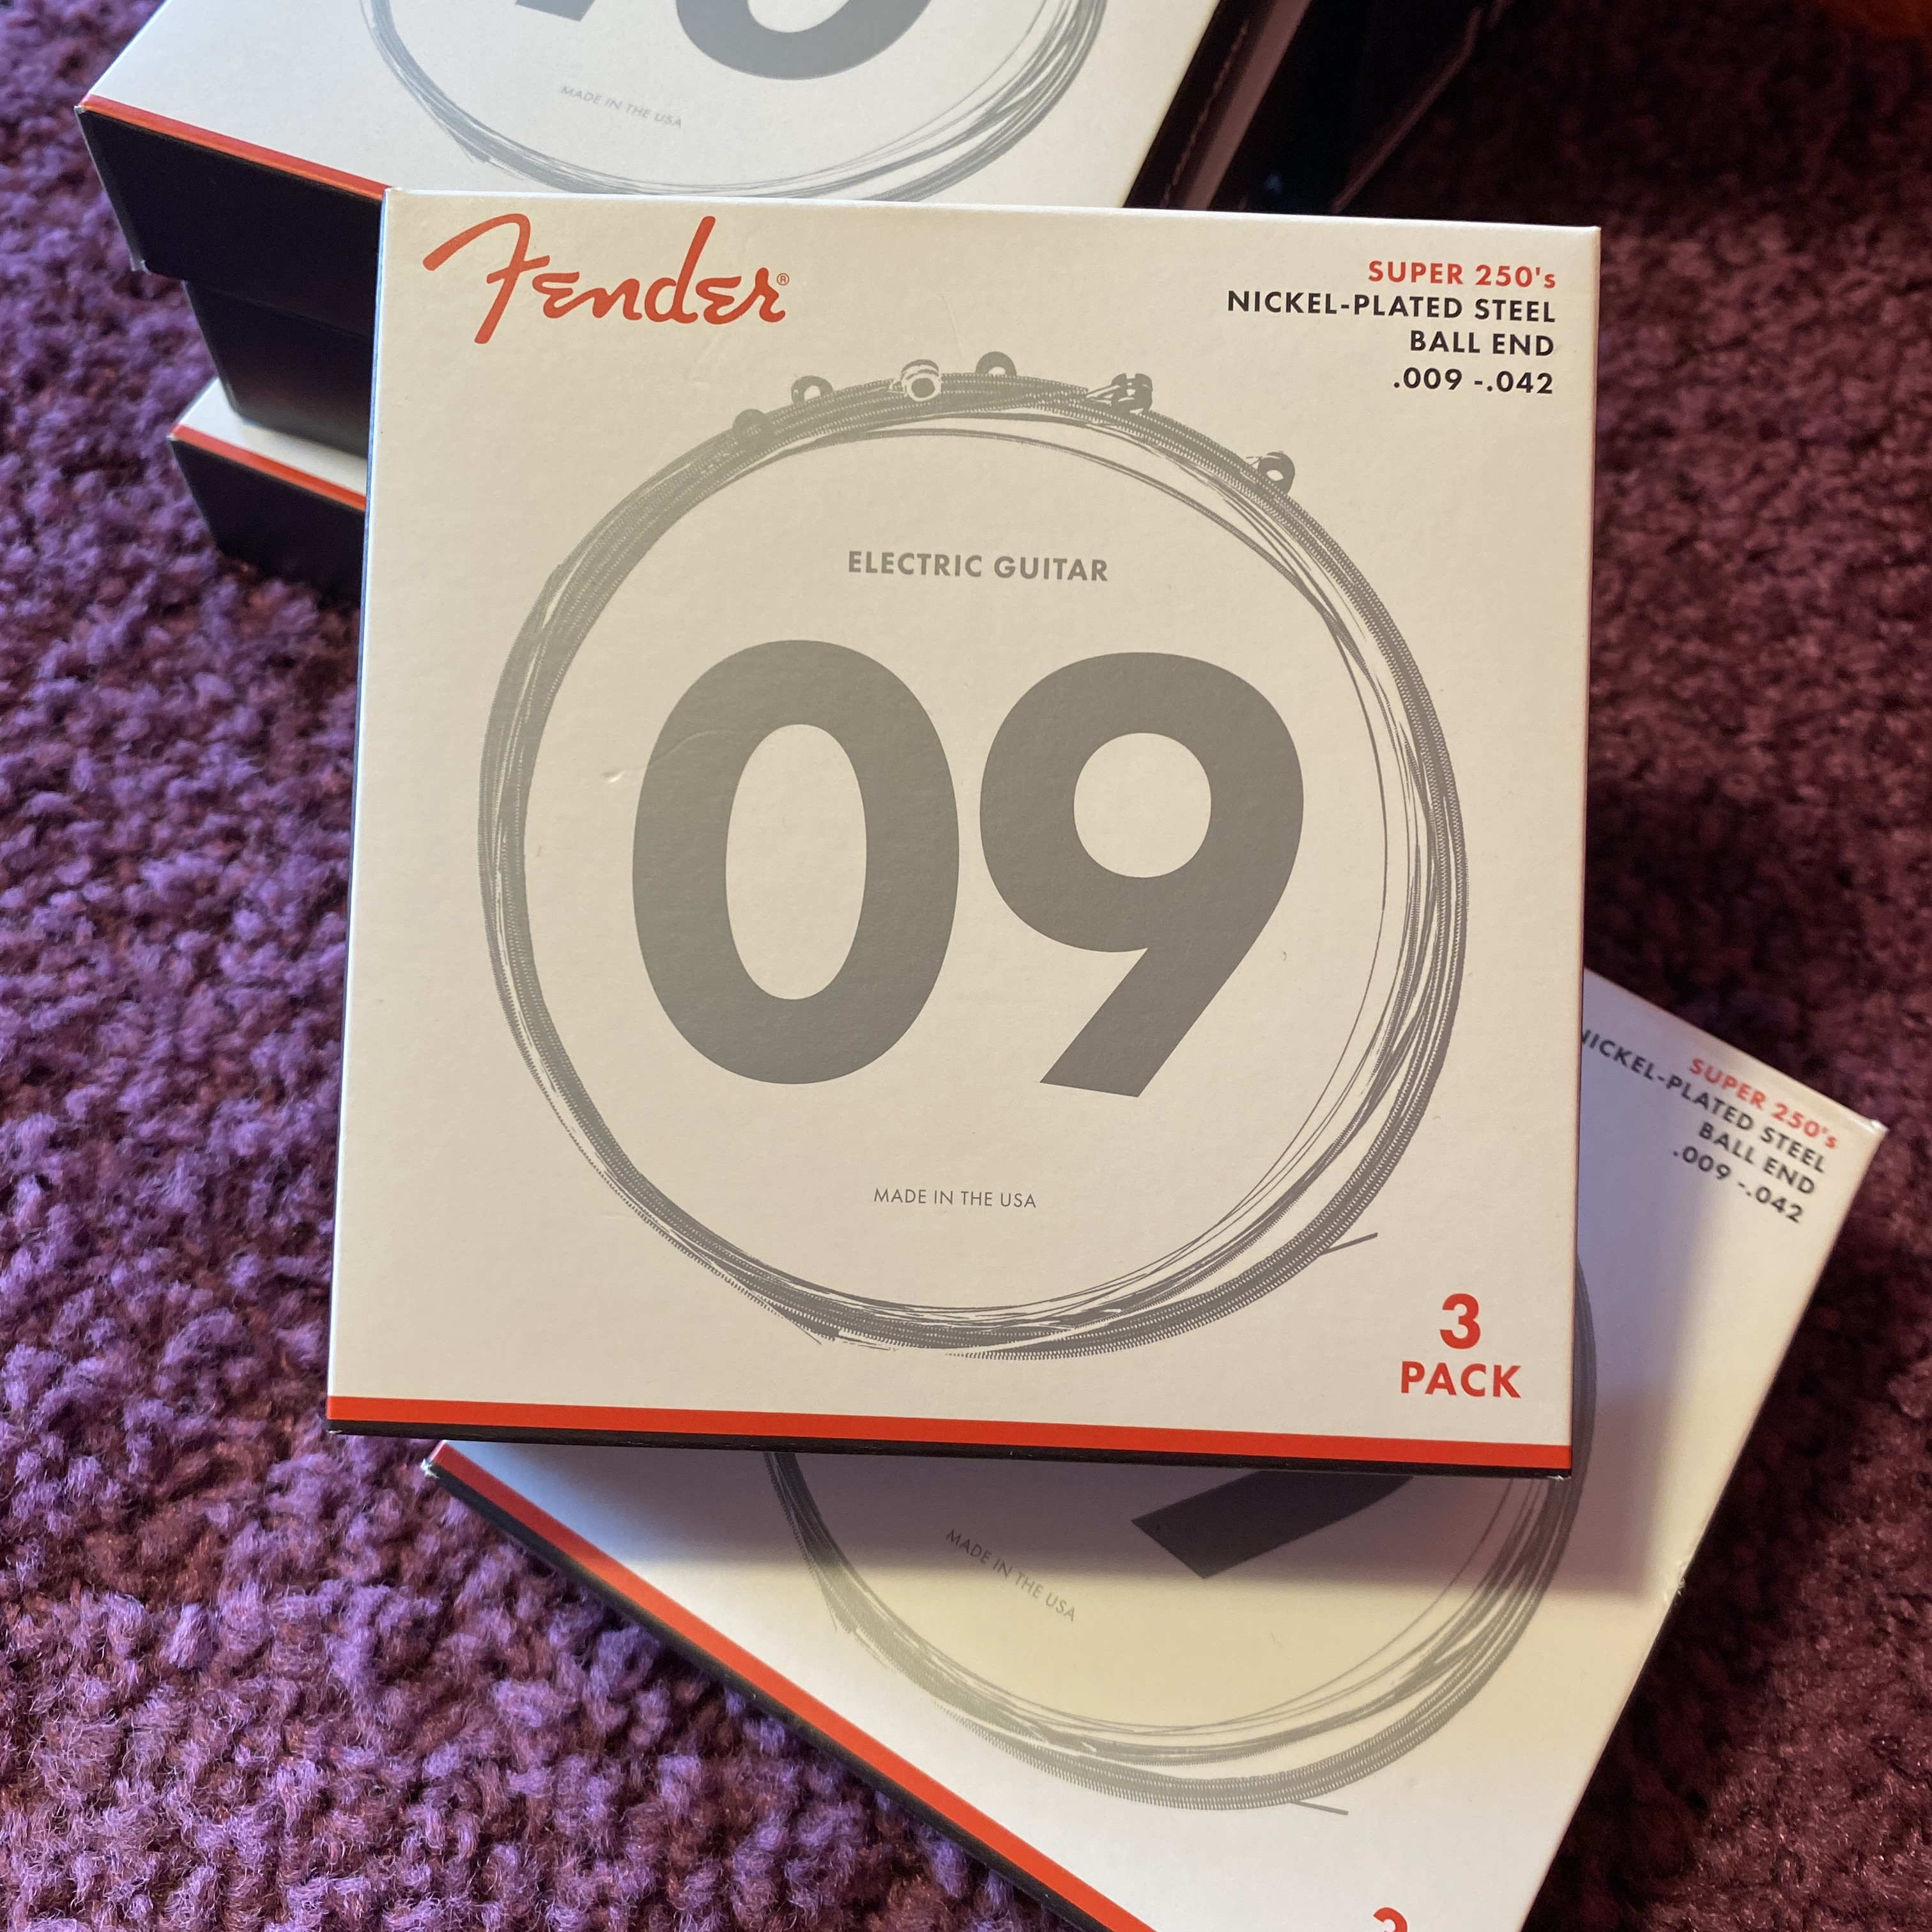 MADE IN THE USA
Fender®
SUPER 250's
NICKEL-PLATED STEEL
BALL END
.009 -.042
ELECTRIC GUITAR
09
MADE IN THE USA
3
PACK
SUPER 250's
NICKEL-PLATED STEEL
BALL END
.009 -.042
MADE IN THE USA